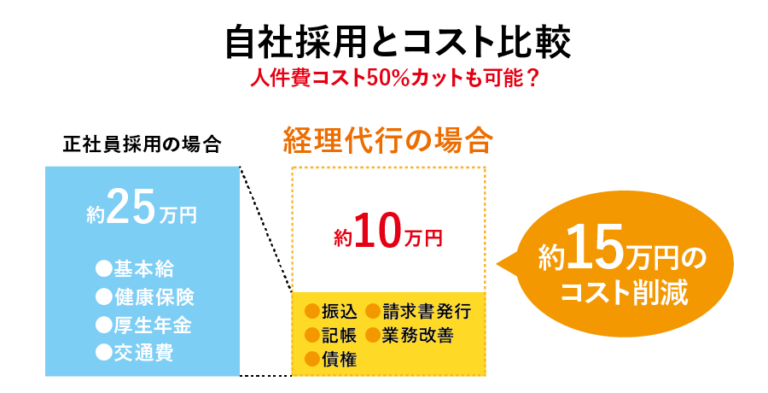 自社採用とコスト比較
人件費コスト50%カットも可能？
正社員採用の場合
経理代行の場合
約25万円
●基本給
●健康保険
●厚生年金
●交通費
約10万円
●振込 ●請求書発行
●記帳 ●業務改善
●債権
約15万円の
コスト削減